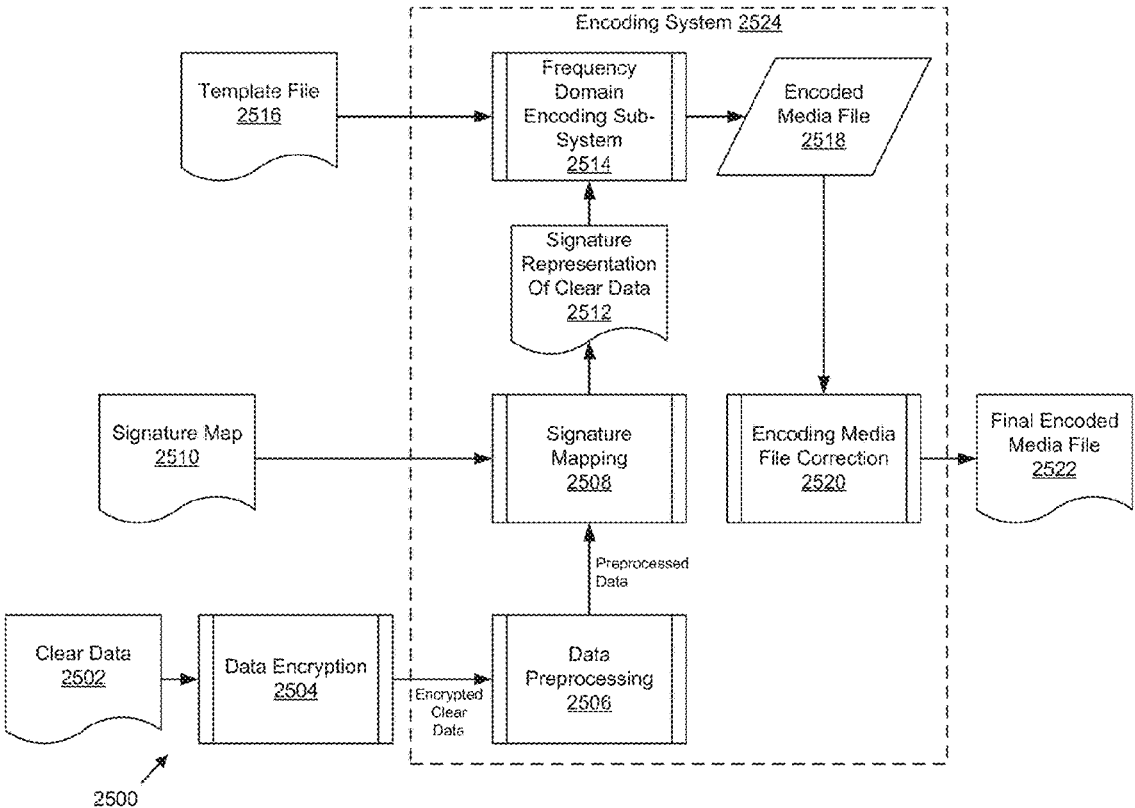 Encoding System 2524
Template File
2516
Frequency
Domain
Encoding Sub-
System
2514
Encoded
Media File
2518
Signature
Representation
Of Clear Data
2512
Signature Map
2510
Signature
Mapping
2508
Encoding Media
File Correction
2520
Final Encoded
Media File
2522
Preprocessed
Data
Clear Data
2502
Data Encryption
2504
Encrypted
Clear
Data
Data
Preprocessing
2506
2500